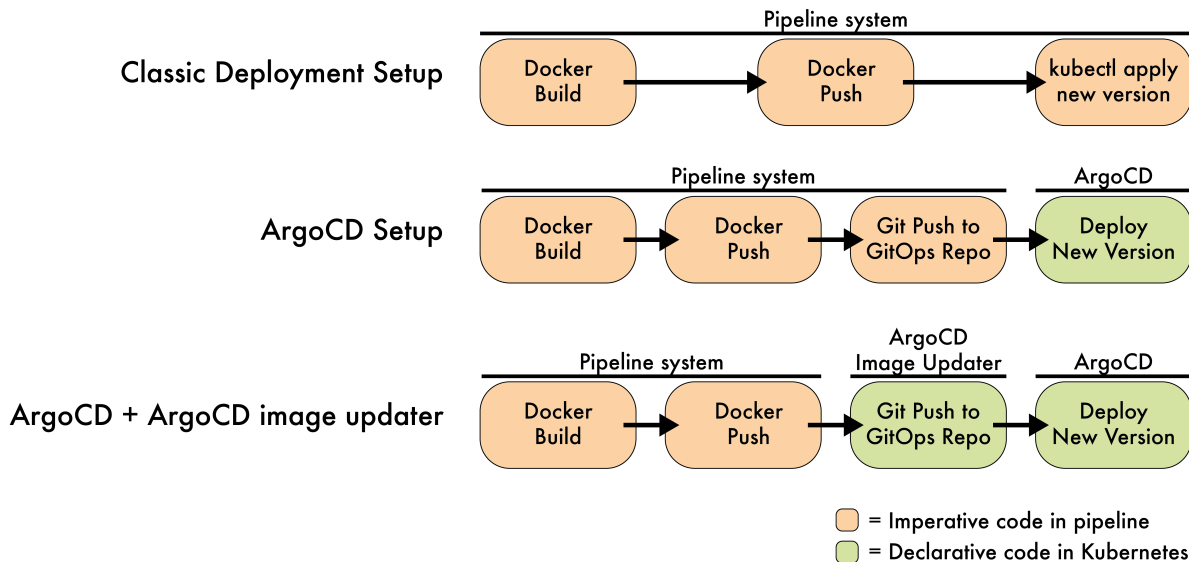 Pipeline system
Classic Deployment Setup
Docker
Build
Docker
Push
kubectl apply
new version
Pipeline system
ArgoCD
ArgoCD Setup
Docker
Build
Docker
Push
Git Push to
GitOps Repo
Deploy
New Version
Pipeline system
ArgoCD
Image Updater
ArgoCD
ArgoCD + ArgoCD image updater
Docker
Build
Docker
Push
Git Push to
GitOps Repo
Deploy
New Version
= Imperative code in pipeline
= Declarative code in Kubernetes